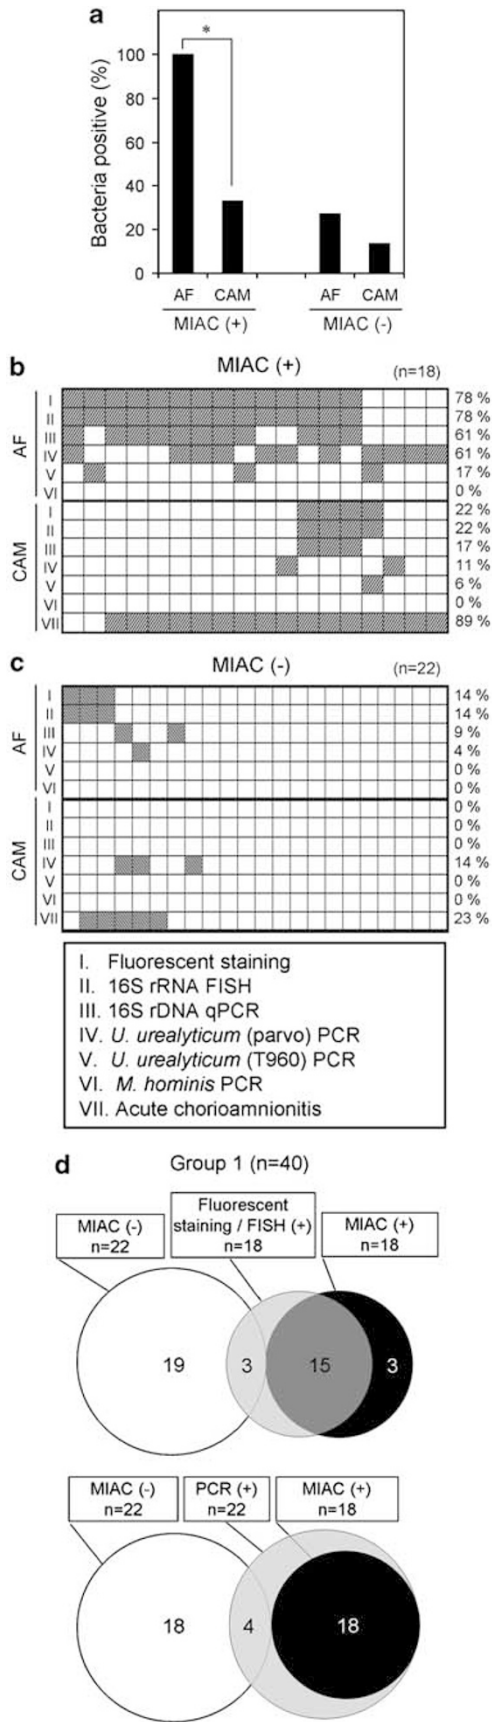 a
*
Bacteria positive (%)
100
80
60
40
20
0
AF CAM AF CAM
MIAC (+) MIAC (-)
b MIAC (+) (n=18)
AF
I 78 %
II 78 %
III 61 %
IV 61 %
V 17 %
VI 0 %
CAM
I 22 %
II 22 %
III 17 %
IV 11 %
V 6 %
VI 0 %
VII 89 %
c MIAC (-) (n=22)
AF
I 14 %
II 14 %
III 9 %
IV 4 %
V 0 %
VI 0 %
CAM
I 0 %
II 0 %
III 0 %
IV 14 %
V 0 %
VI 0 %
VII 23 %
I. Fluorescent staining
II. 16S rRNA FISH
III. 16S rDNA qPCR
IV. U. urealyticum (parvo) PCR
V. U. urealyticum (T960) PCR
VI. M. hominis PCR
VII. Acute chorioamnionitis
d Group 1 (n=40)
MIAC (-)
n=22
Fluorescent
staining / FISH (+)
n=18
MIAC (+)
n=18
19 3 15 3
MIAC (-)
n=22
PCR (+)
n=22
MIAC (+)
n=18
18 4 18